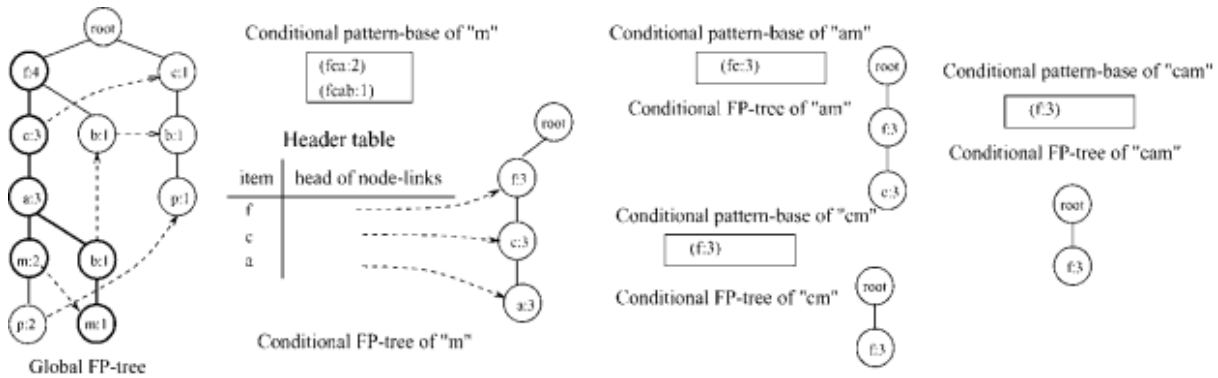 root
f:4
c:1
c:3
b:1
b:1
a:3
p:1
m:2
b:1
p:2
m:1
Global FP-tree
Conditional pattern-base of "m"
(fca:2)
(fcab:1)
Header table
item head of node-links
f
c
a
root
f:3
c:3
a:3
Conditional FP-tree of "m"
Conditional pattern-base of "am"
(fc:3)
Conditional FP-tree of "am"
root
f:3
c:3
Conditional pattern-base of "cm"
(f:3)
Conditional FP-tree of "cm"
root
f:3
Conditional pattern-base of "cam"
(f:3)
Conditional FP-tree of "cam"
root
f:3